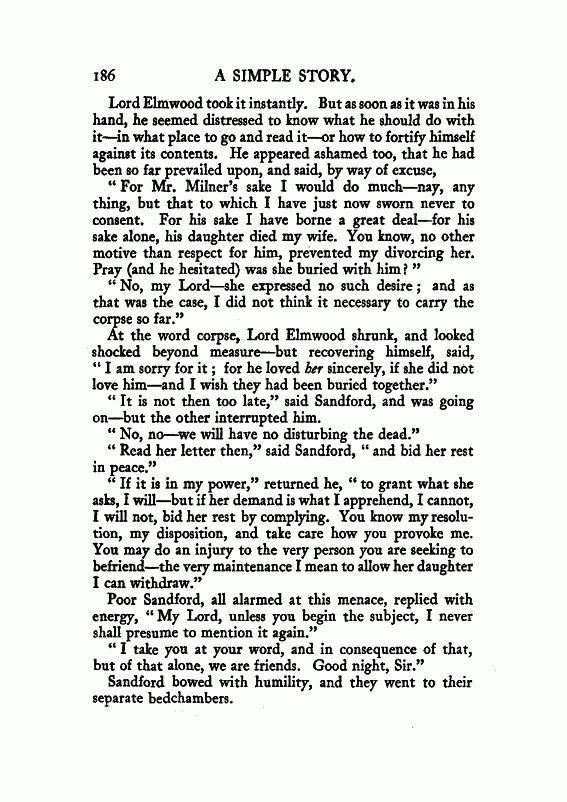 186 A SIMPLE STORY.
Lord Elmwood took it instantly. But as soon as it was in his
hand, he seemed distressed to know what he should do with
it—in what place to go and read it—or how to fortify himself
against its contents. He appeared ashamed too, that he had
been so far prevailed upon, and said, by way of excuse,
" For Mr. Milner's sake I would do much—nay, any
thing, but that to which I have just now sworn never to
consent. For his sake I have borne a great deal—for his
sake alone, his daughter died my wife. You know, no other
motive than respect for him, prevented my divorcing her.
Pray (and he hesitated) was she buried with him? "
" No, my Lord—she expressed no such desire ; and as
that was the case, I did not think it necessary to carry the
corpse so far."
At the word corpse, Lord Elmwood shrunk, and looked
shocked beyond measure—but recovering himself, said,
" I am sorry for it ; for he loved her sincerely, if she did not
love him—and I wish they had been buried together."
" It is not then too late," said Sandford, and was going
on—but the other interrupted him.
" No, no—we will have no disturbing the dead."
" Read her letter then," said Sandford, " and bid her rest
in peace."
" If it is in my power," returned he, " to grant what she
asks, I will—but if her demand is what I apprehend, I cannot,
I will not, bid her rest by complying. You know my resolu-
tion, my disposition, and take care how you provoke me.
You may do an injury to the very person you are seeking to
befriend—the very maintenance I mean to allow her daughter
I can withdraw."
Poor Sandford, all alarmed at this menace, replied with
energy, " My Lord, unless you begin the subject, I never
shall presume to mention it again."
" I take you at your word, and in consequence of that,
but of that alone, we are friends. Good night, Sir."
Sandford bowed with humility, and they went to their
separate bedchambers.